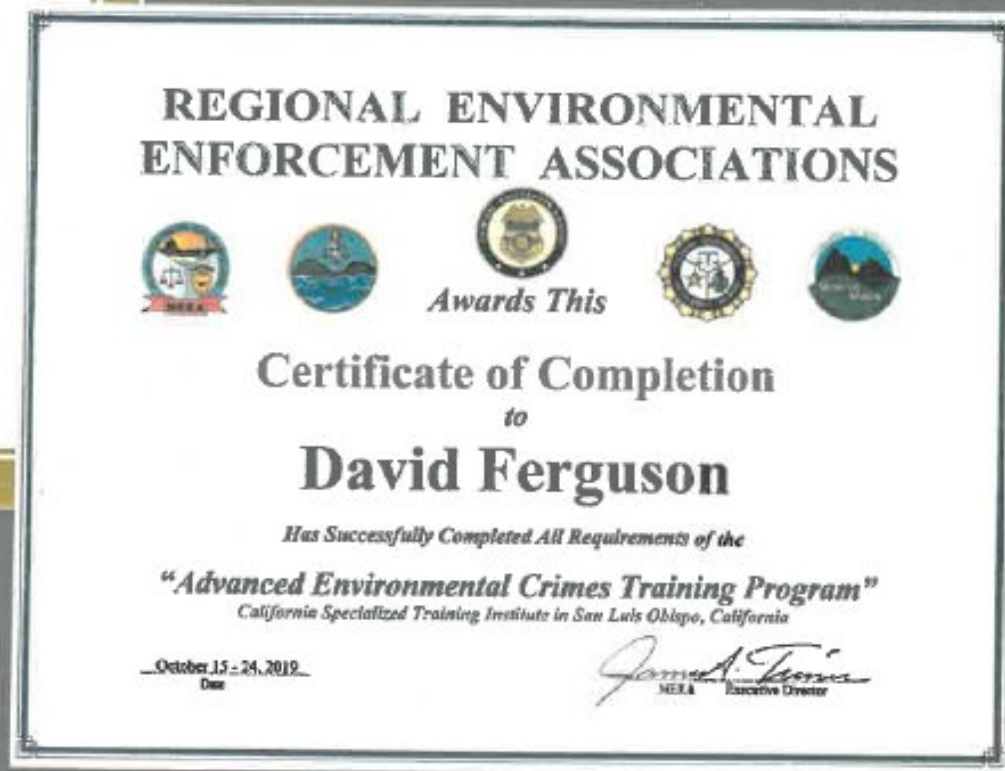 REGIONAL ENVIRONMENTAL
ENFORCEMENT ASSOCIATIONS
Awards This
Certificate of Completion
to
David Ferguson
Has Successfully Completed All Requirements of the
“Advanced Environmental Crimes Training Program”
California Specialized Training Institute in San Luis Obispo, California
October 15 - 24, 2019
Date
MERA Executive Director